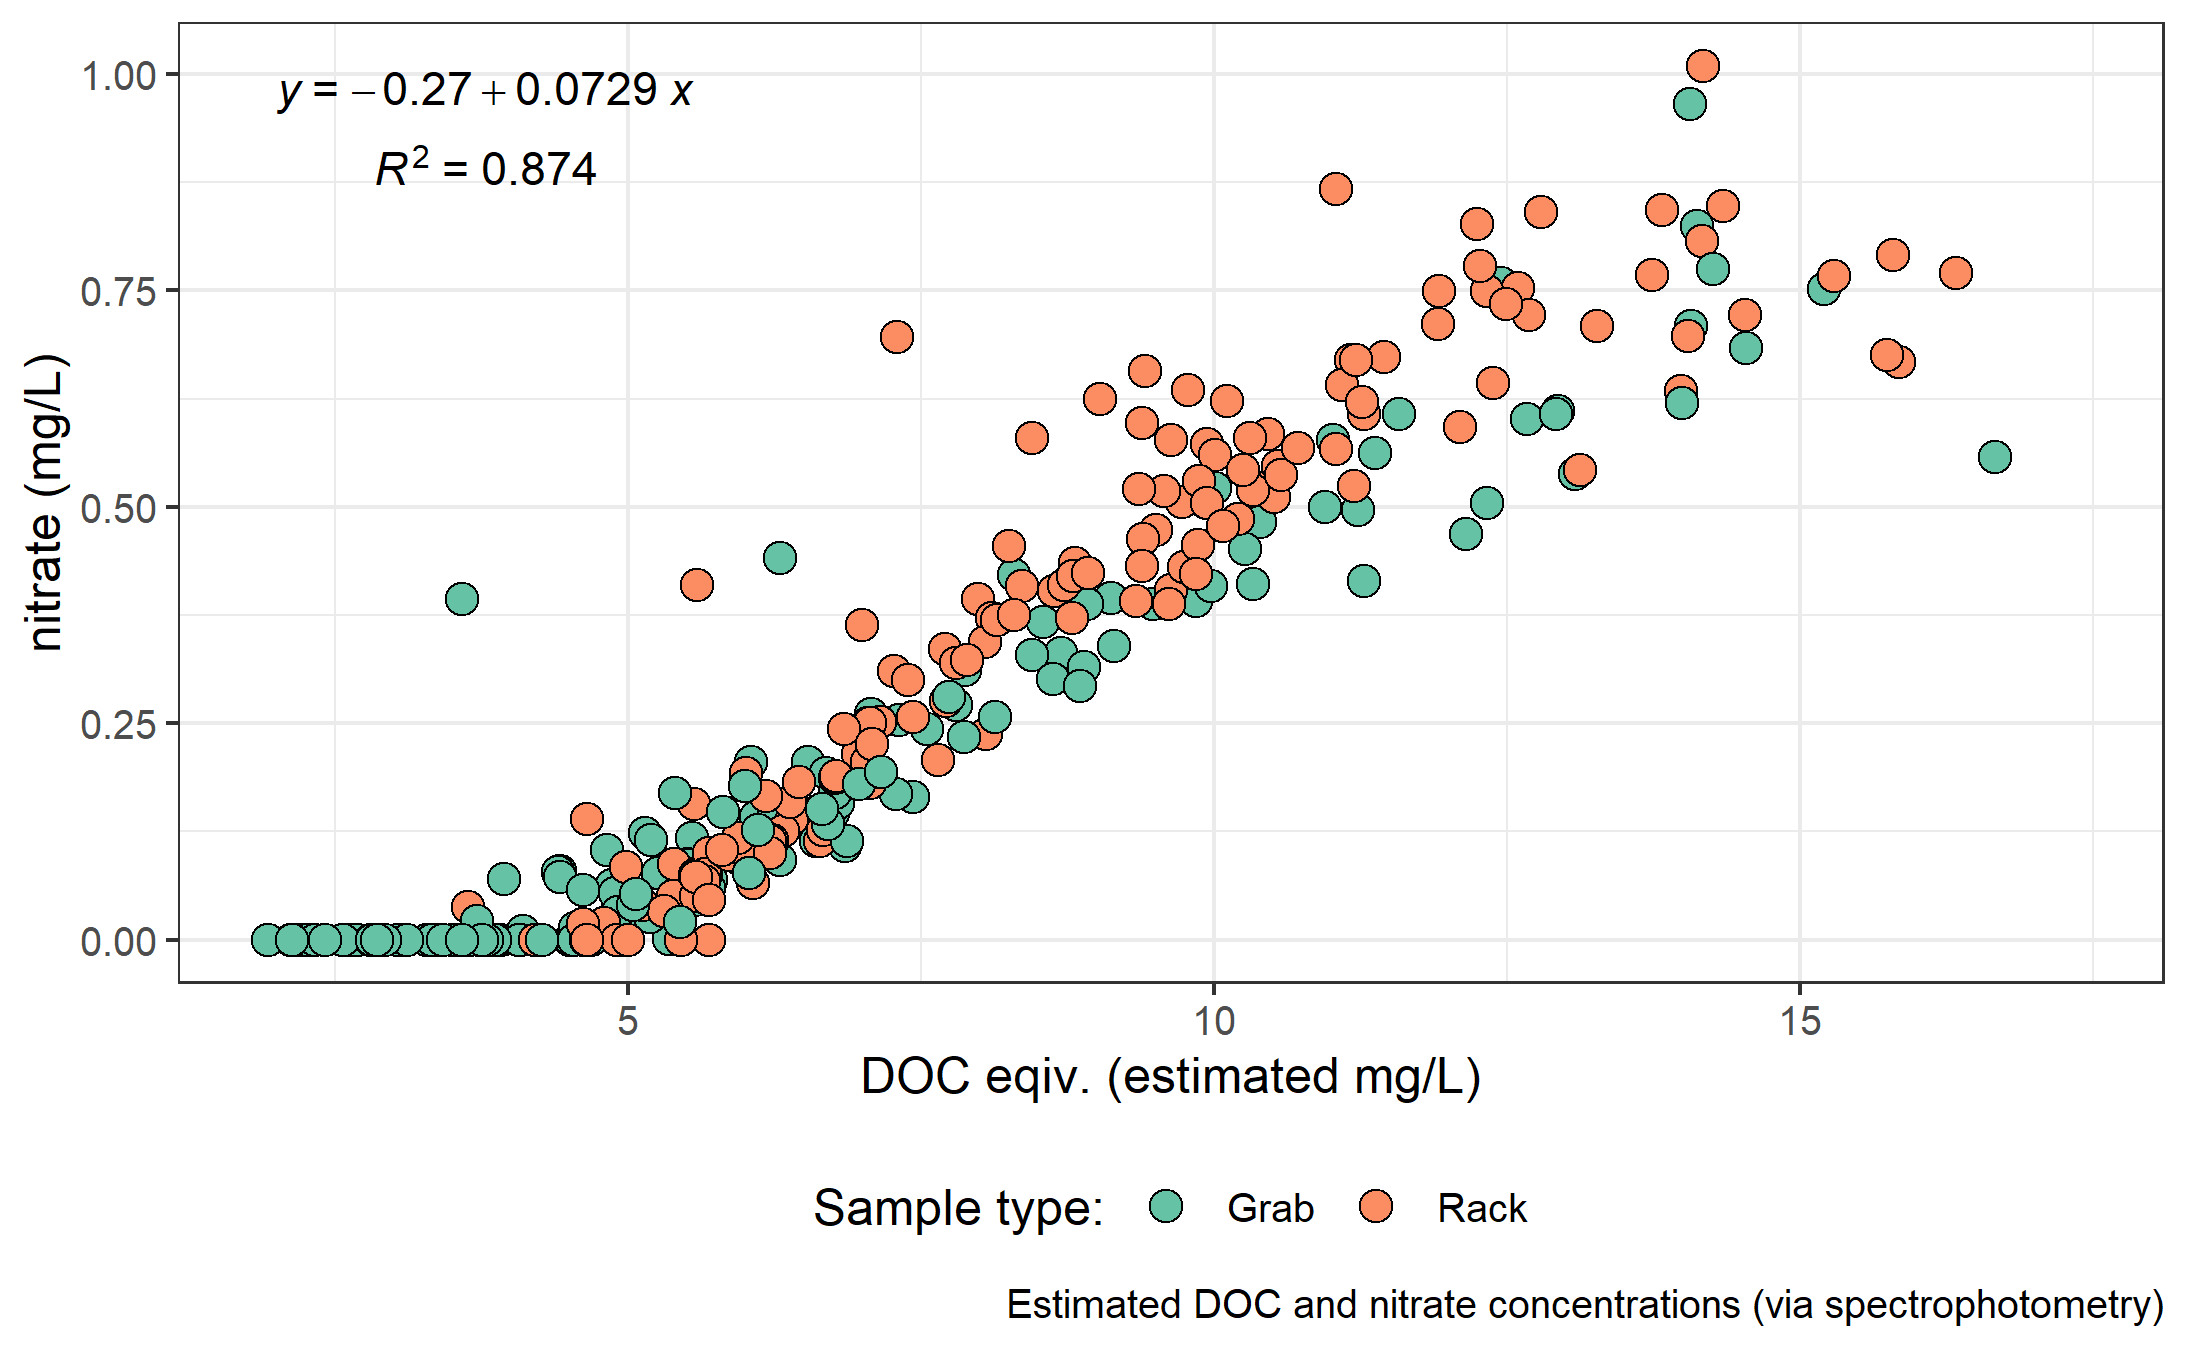 y = −0.27 + 0.0729 x
R² = 0.874
1.00
0.75
0.50
0.25
0.00
nitrate (mg/L)
5 10 15
DOC eqiv. (estimated mg/L)
Sample type: Grab Rack
Estimated DOC and nitrate concentrations (via spectrophotometry)